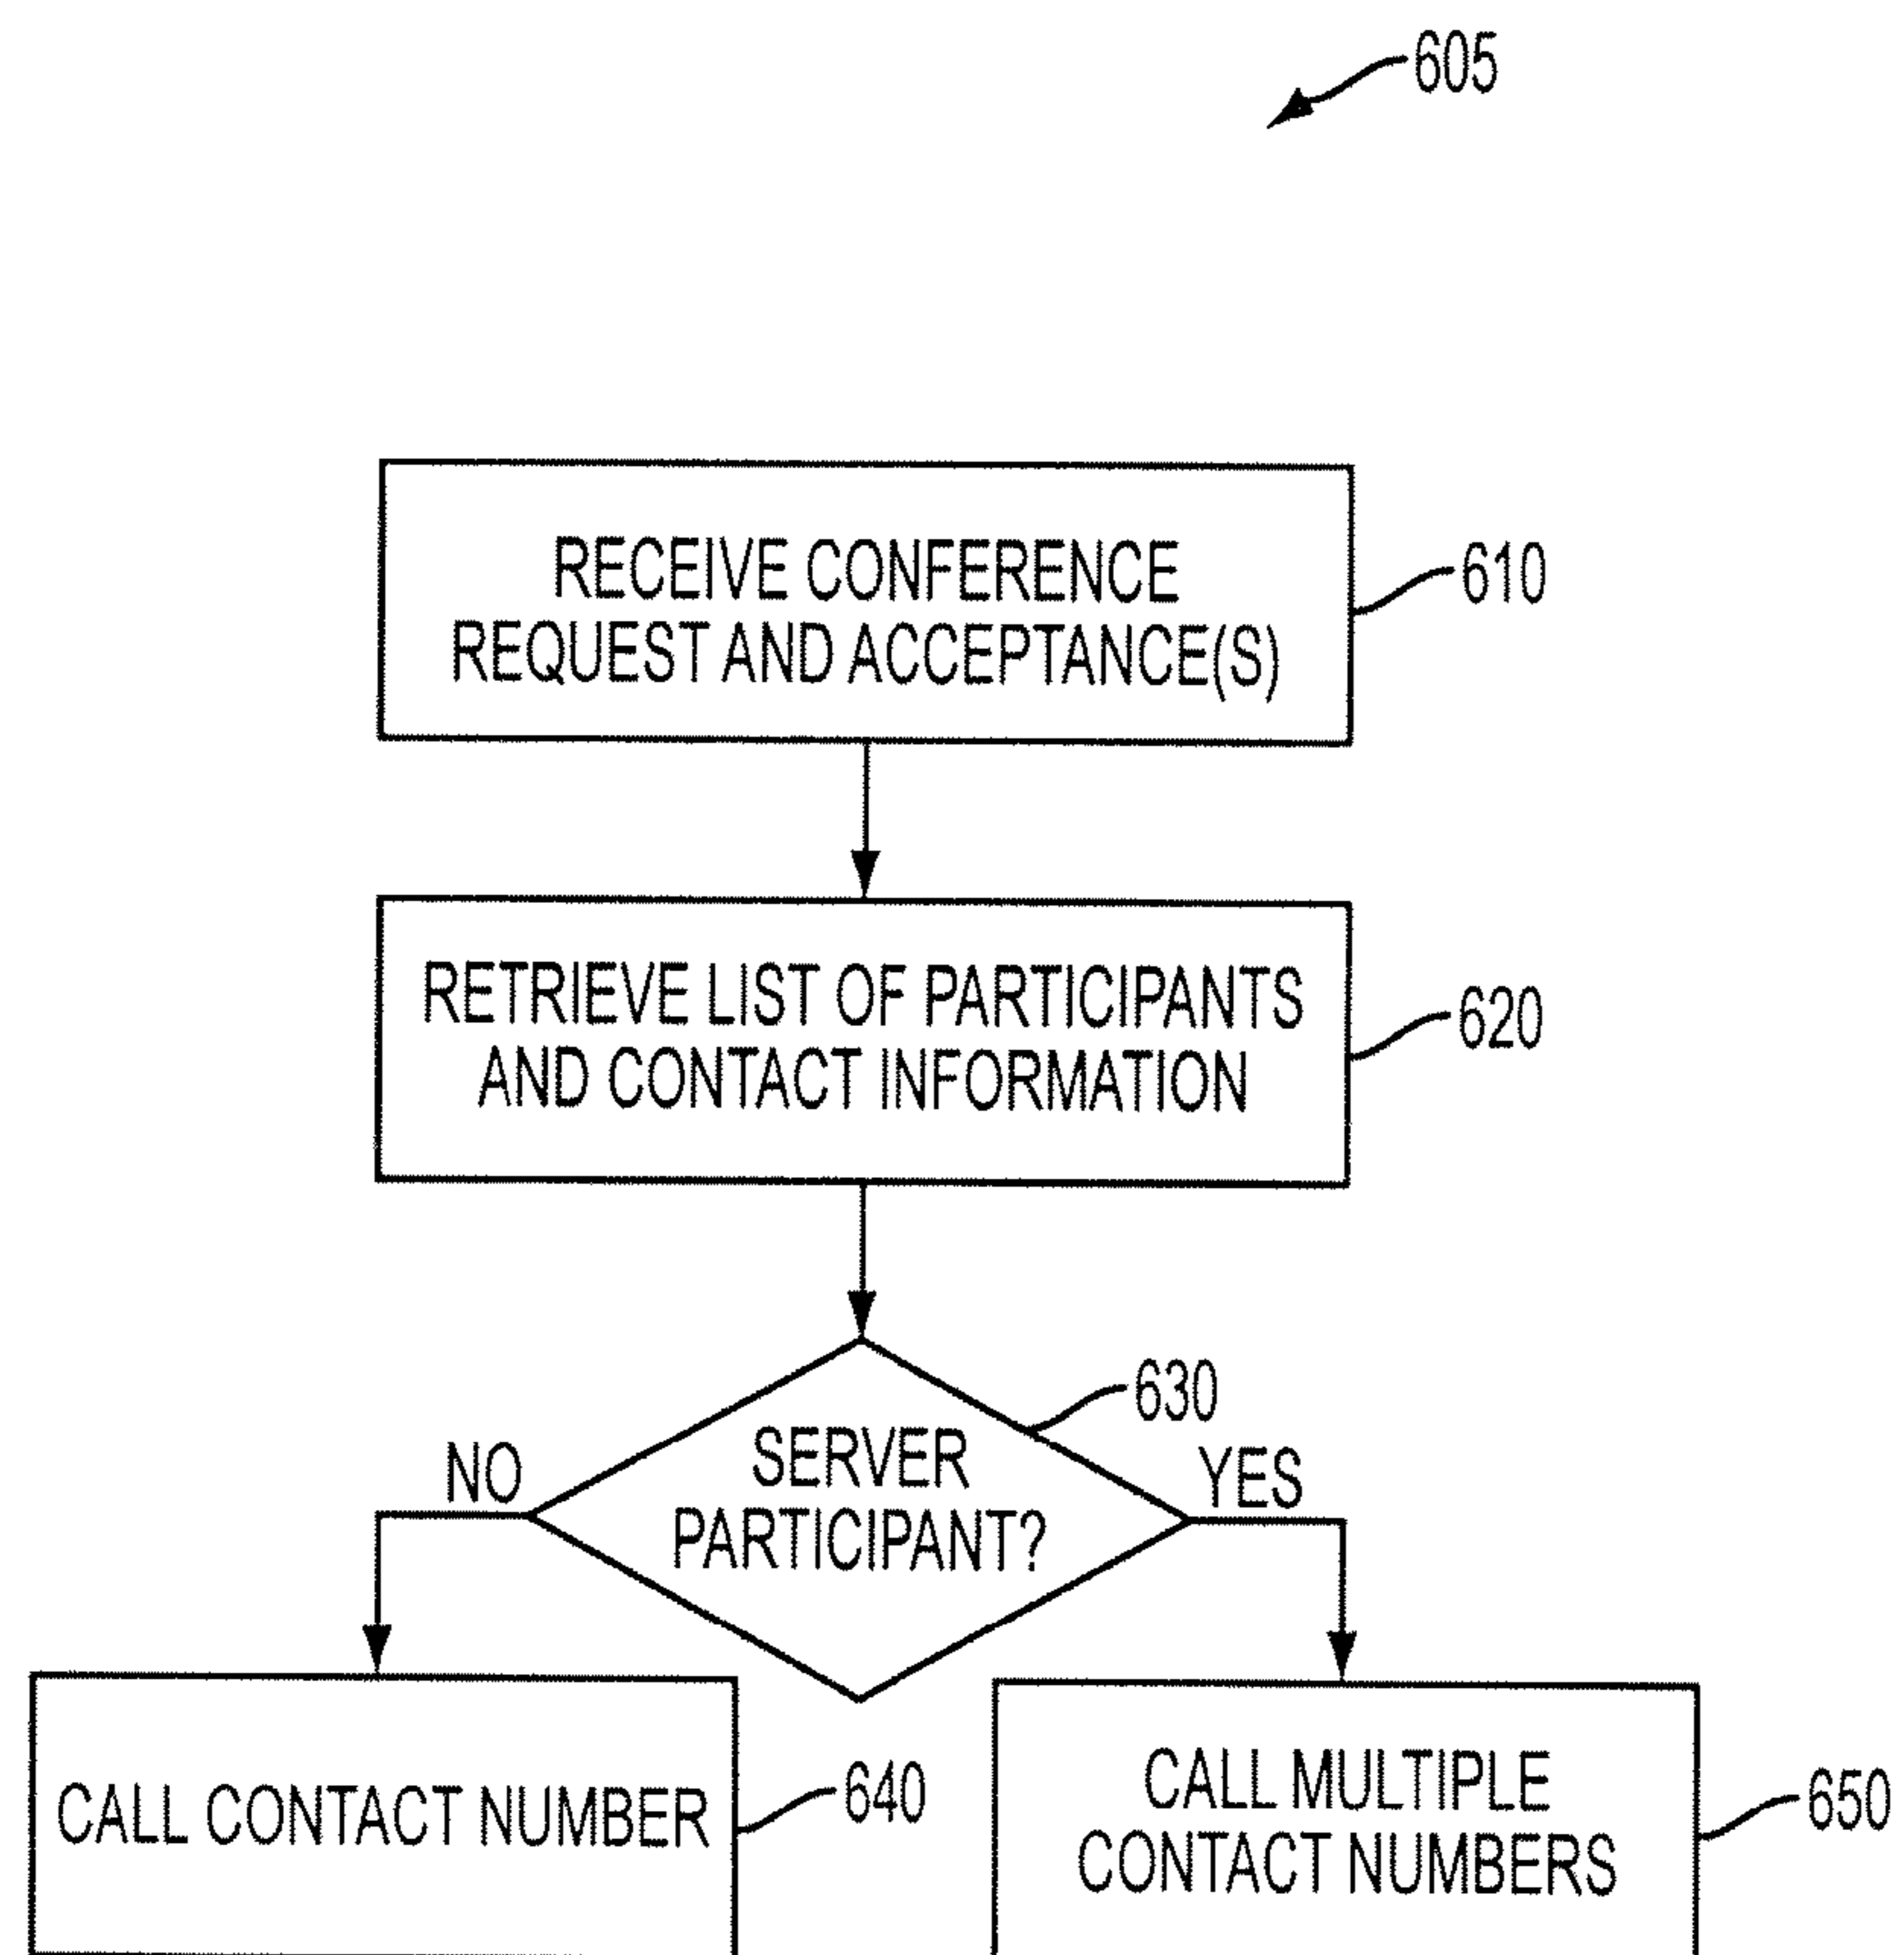 605
RECEIVE CONFERENCE
REQUEST AND ACCEPTANCE(S)
610
RETRIEVE LIST OF PARTICIPANTS
AND CONTACT INFORMATION
620
630
NO
SERVER
PARTICIPANT?
YES
CALL CONTACT NUMBER
640
CALL MULTIPLE
CONTACT NUMBERS
650